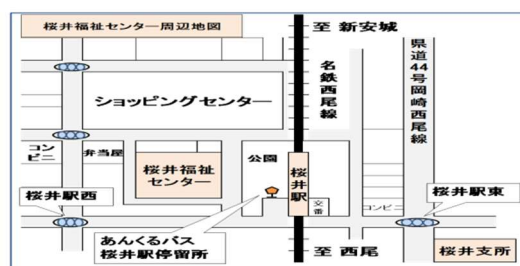 桜井福祉センター周辺地図
至 新安城
名鉄西尾線
県道44号岡崎西尾線
ショッピングセンター
コン
ビニ
弁当屋
桜井福祉
センター
公園
桜井駅
交番
コンビニ
桜井駅西
桜井駅東
あんくるバス
桜井駅停留所
至 西尾
桜井支所